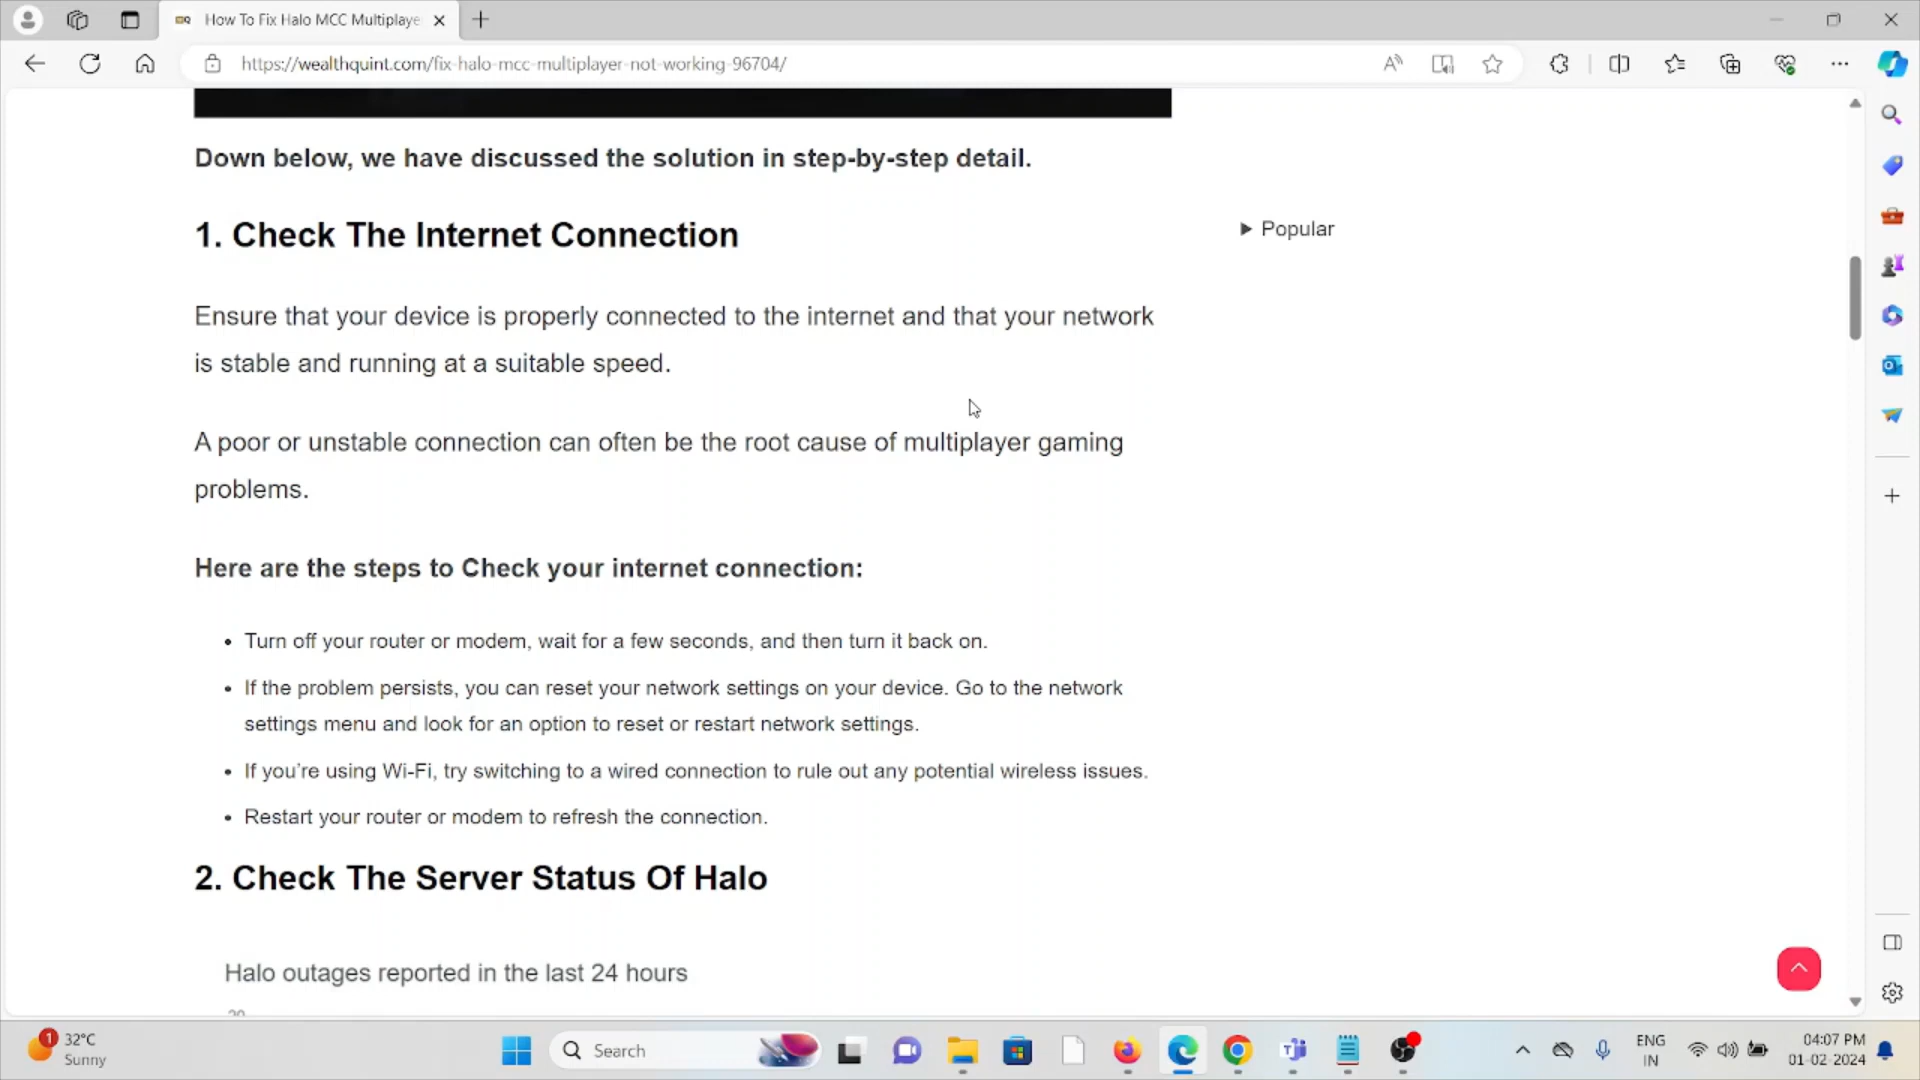 How To Fix Halo MCC Multiplaye
https://wealthquint.com/fix-halo-mcc-multiplayer-not-working-96704/
Down below, we have discussed the solution in step-by-step detail.
1. Check The Internet Connection
Popular
Ensure that your device is properly connected to the internet and that your network
is stable and running at a suitable speed.
A poor or unstable connection can often be the root cause of multiplayer gaming
problems.
Here are the steps to Check your internet connection:
• Turn off your router or modem, wait for a few seconds, and then turn it back on.
• If the problem persists, you can reset your network settings on your device. Go to the network
settings menu and look for an option to reset or restart network settings.
• If you’re using Wi-Fi, try switching to a wired connection to rule out any potential wireless issues.
• Restart your router or modem to refresh the connection.
2. Check The Server Status Of Halo
Halo outages reported in the last 24 hours
1
32°C
Sunny
Search
ENG
IN
04:07 PM
01-02-2024